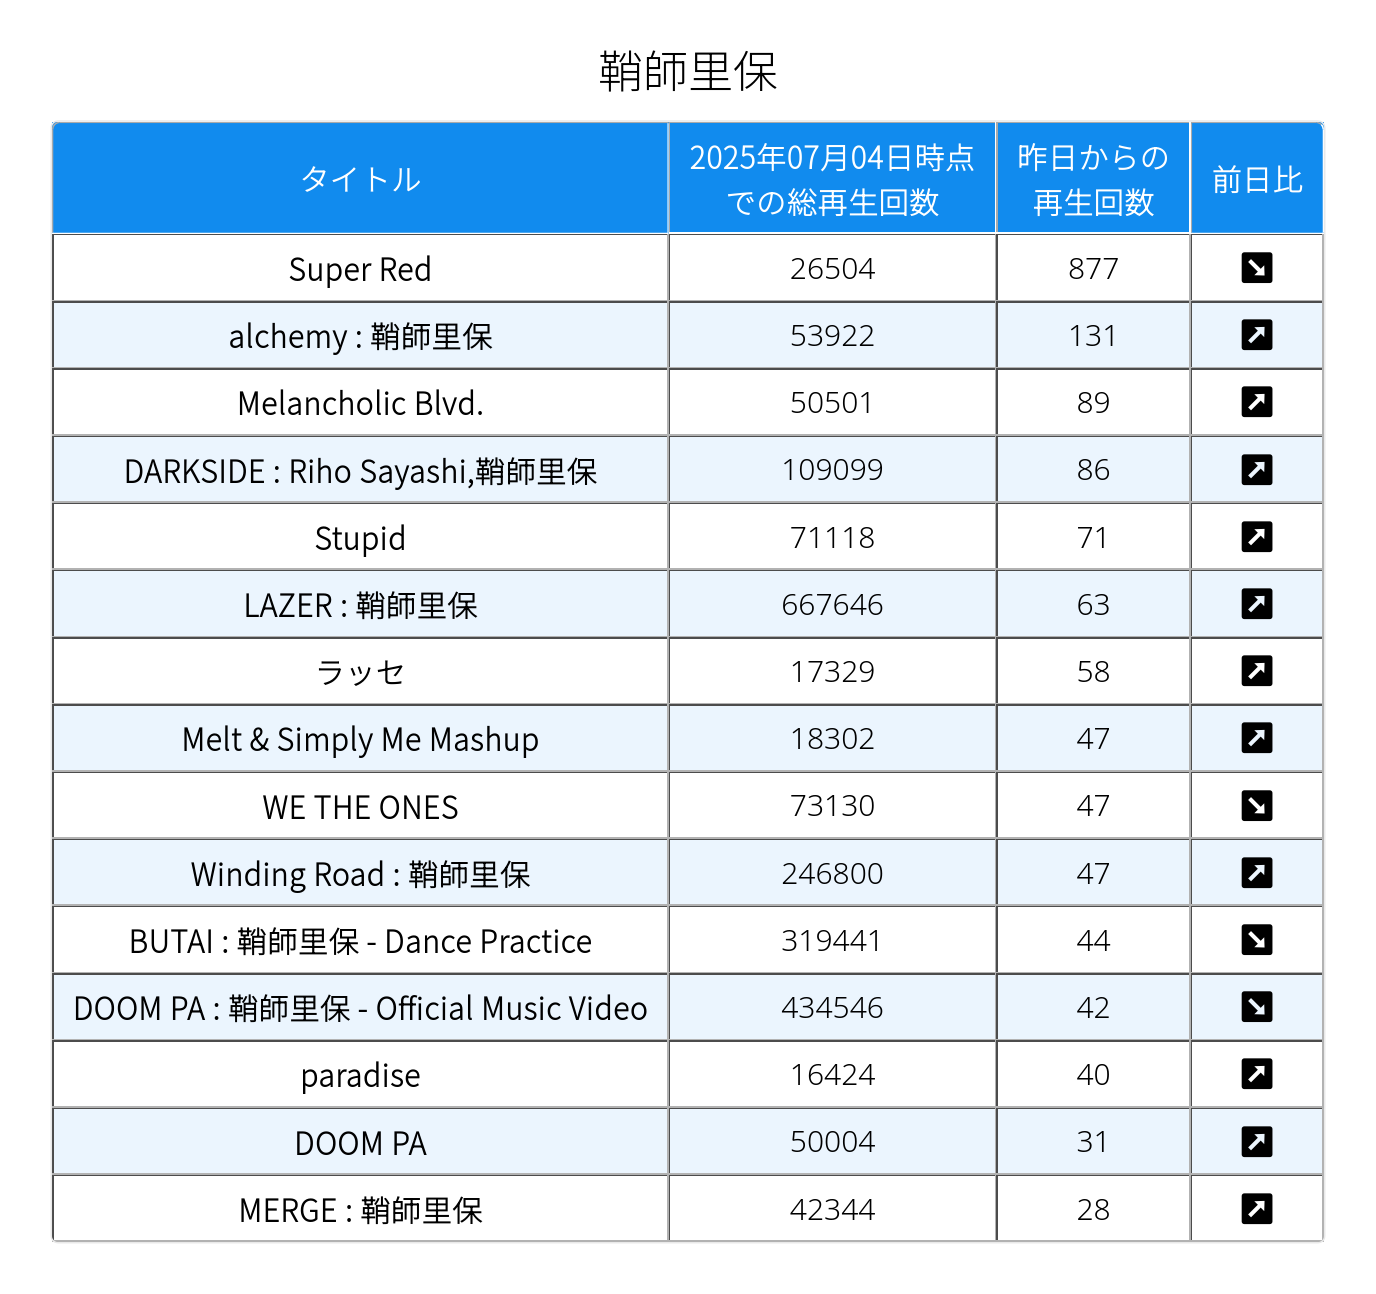 鞘師里保
タイトル
2025年07月04日時点
での総再生回数
昨日からの
再生回数
前日比
Super Red 26504 877 ↘
alchemy : 鞘師里保 53922 131 ↗
Melancholic Blvd. 50501 89 ↗
DARKSIDE : Riho Sayashi,鞘師里保 109099 86 ↗
Stupid 71118 71 ↗
LAZER : 鞘師里保 667646 63 ↗
ラッセ 17329 58 ↗
Melt & Simply Me Mashup 18302 47 ↗
WE THE ONES 73130 47 ↘
Winding Road : 鞘師里保 246800 47 ↗
BUTAI : 鞘師里保 - Dance Practice 319441 44 ↘
DOOM PA : 鞘師里保 - Official Music Video 434546 42 ↘
paradise 16424 40 ↗
DOOM PA 50004 31 ↗
MERGE : 鞘師里保 42344 28 ↗